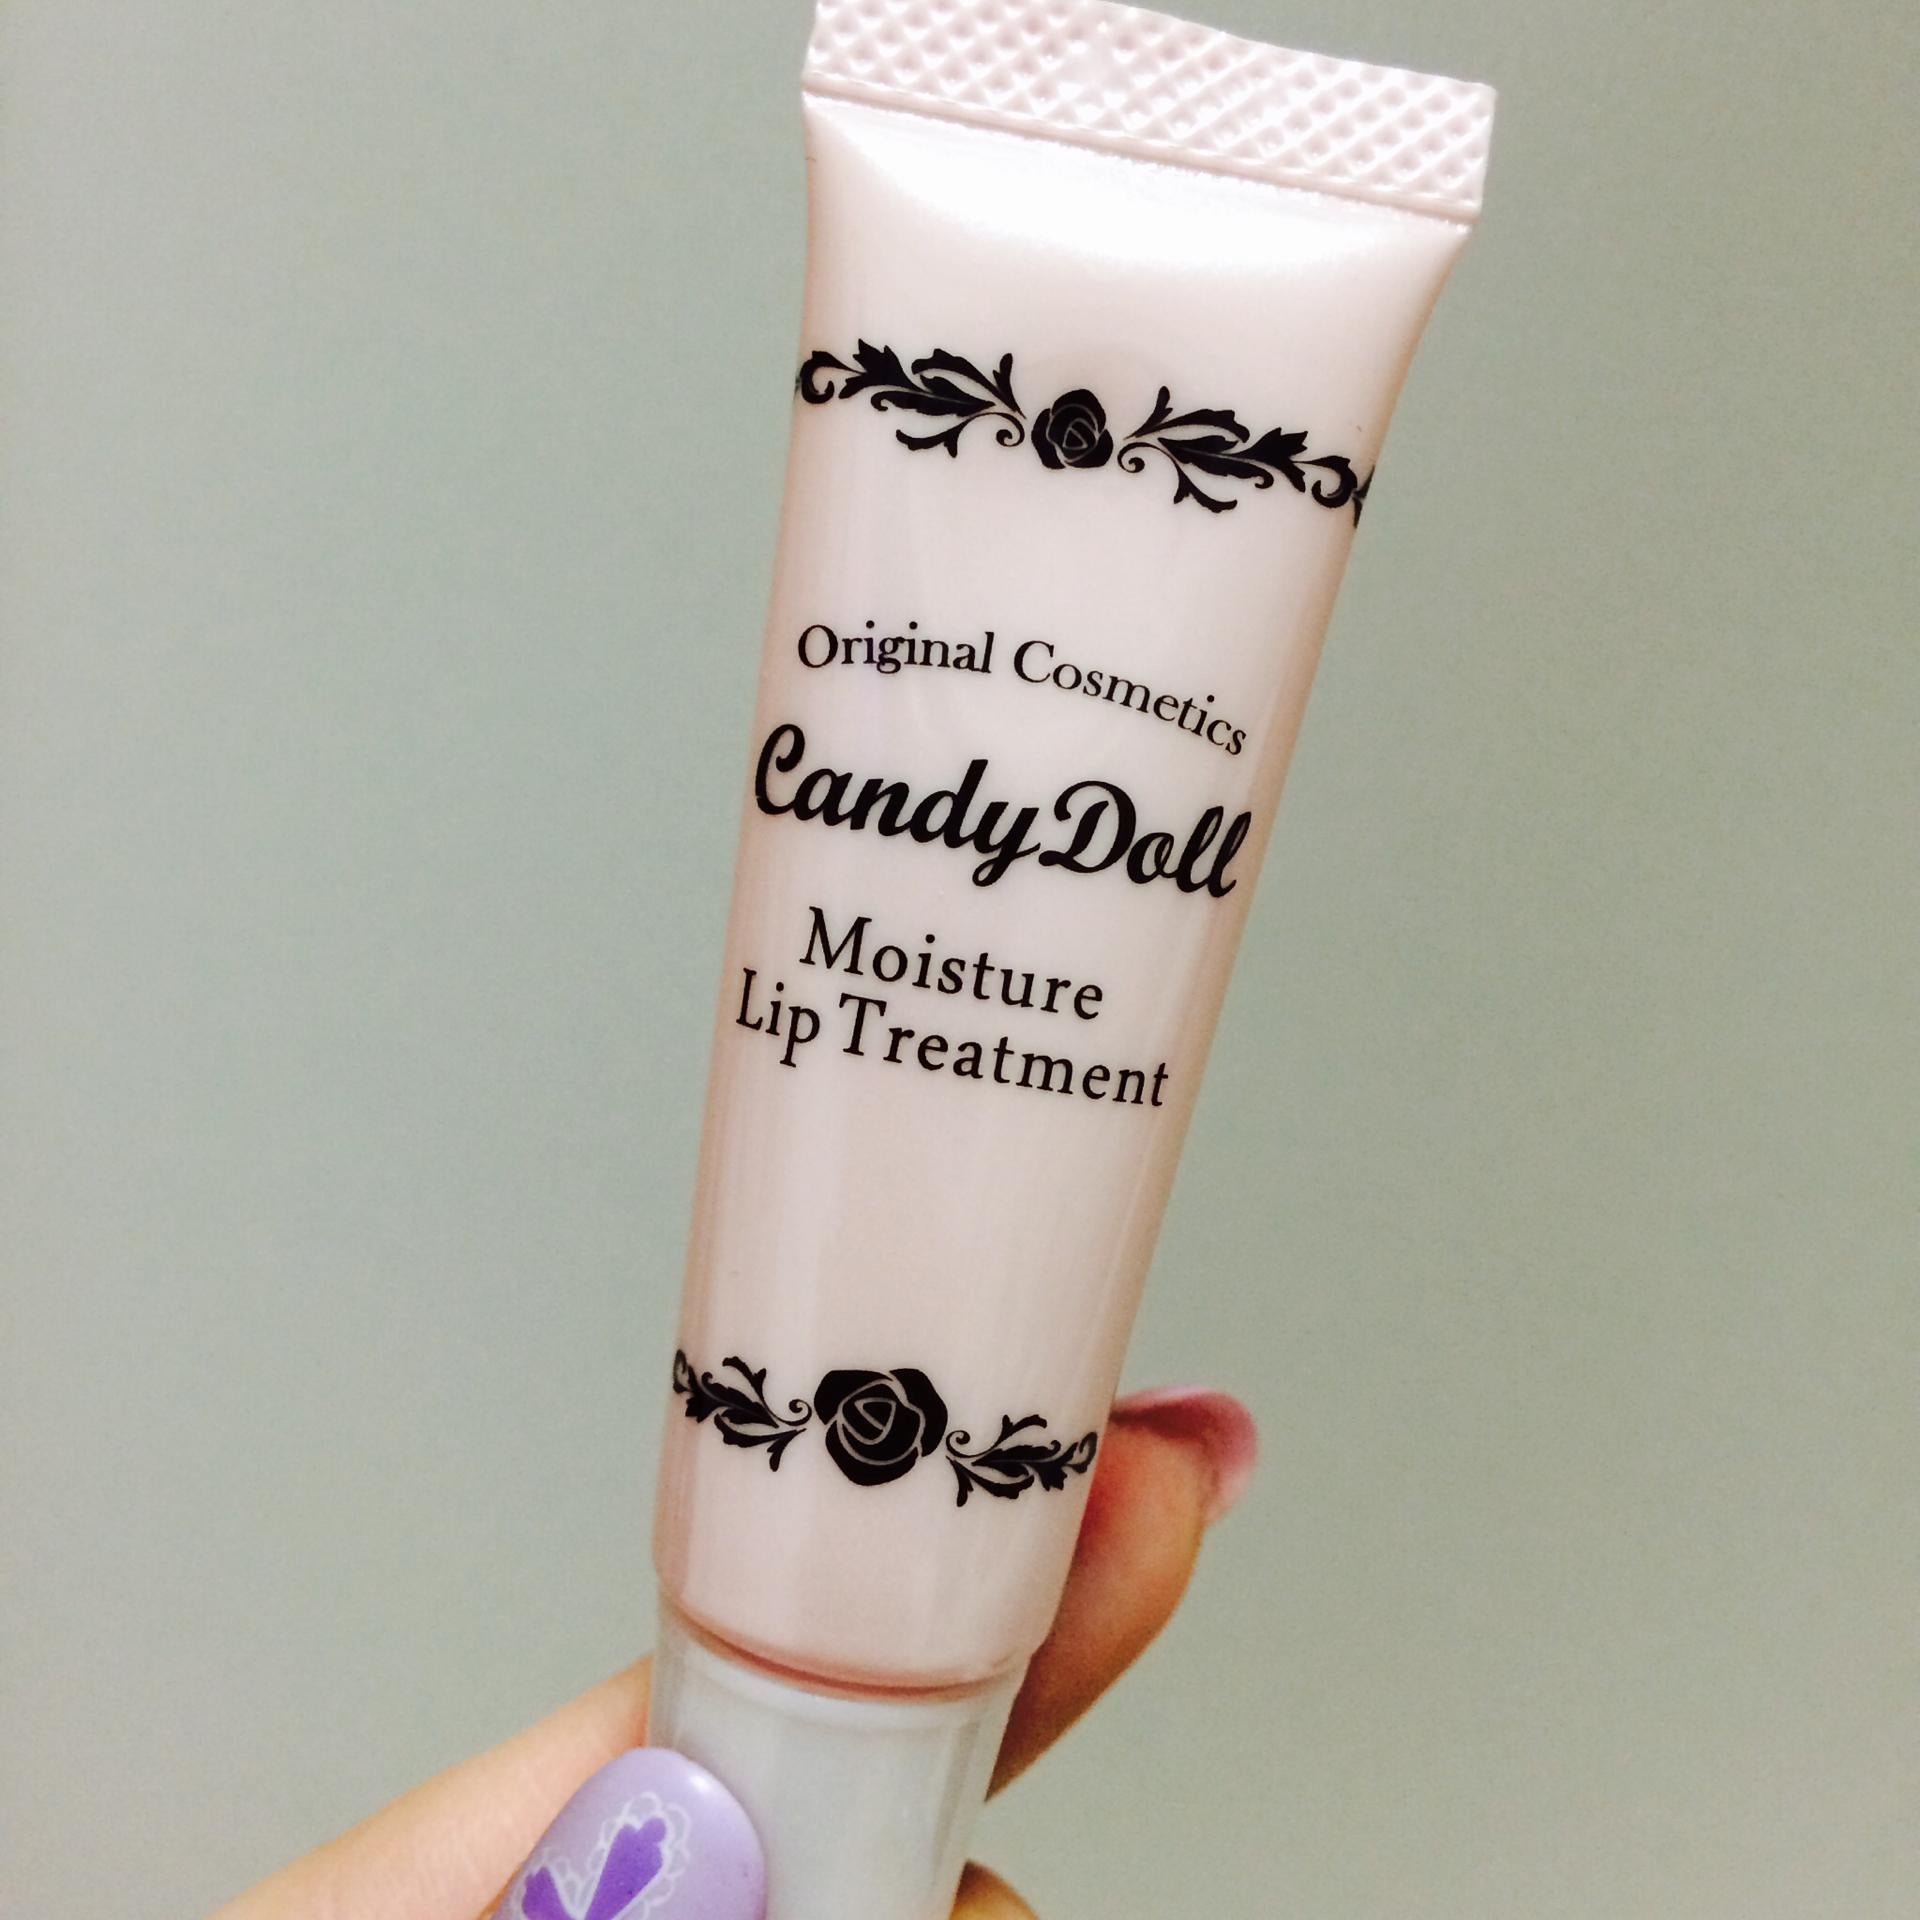 Original Cosmetics
CandyDoll
Moisture
Lip Treatment